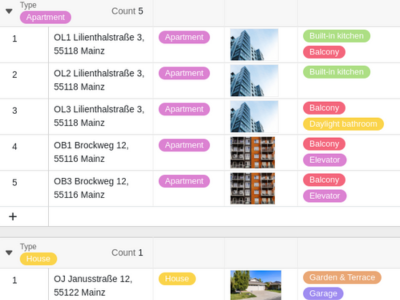 Type
Apartment Count 5
1 OL1 Lilienthalstraße 3, Apartment Built-in kitchen
55118 Mainz Balcony
2 OL2 Lilienthalstraße 3, Apartment Built-in kitchen
55118 Mainz
3 OL3 Lilienthalstraße 3, Apartment Balcony
55118 Mainz Daylight bathroom
4 OB1 Brockweg 12, Apartment Balcony
55116 Mainz Elevator
5 OB3 Brockweg 12, Apartment Balcony
55116 Mainz Elevator
+
Type
House Count 1
1 OJ Janusstraße 12, House Garden & Terrace
55122 Mainz Garage